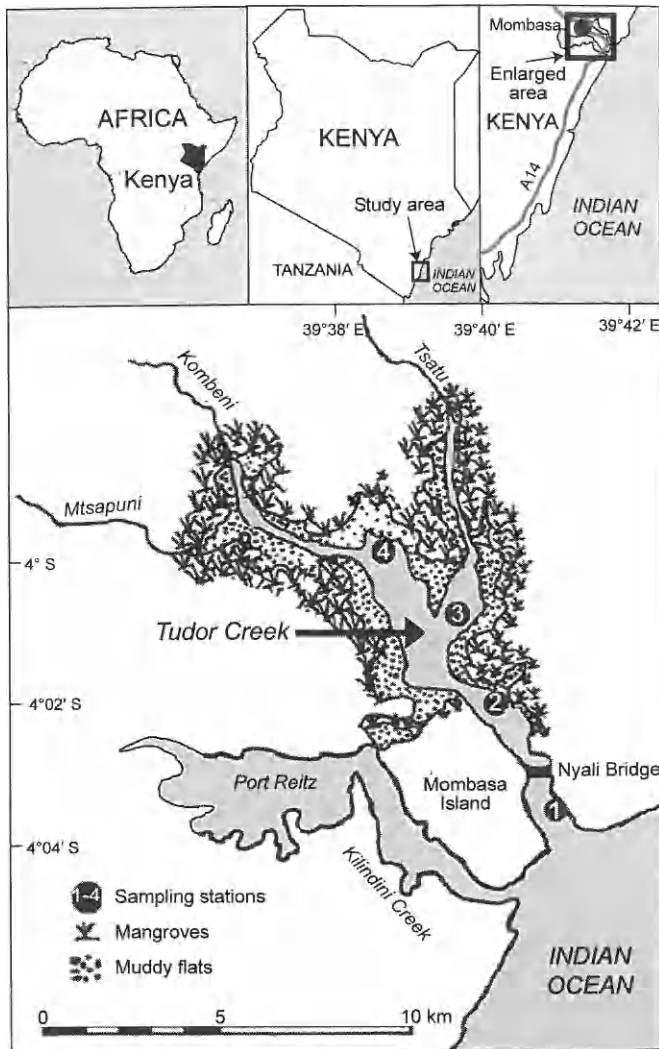 AFRICA
Kenya
KENYA
Study area
TANZANIA
INDIAN
OCEAN
Mombasa
Enlarged
area
KENYA
A14
INDIAN
OCEAN
39°38′ E
39°40′ E
39°42′ E
Kombeni
Tsatu
Mtsapuni
4
4° S
3
Tudor Creek
4°02′ S
2
Nyali Bridge
Port Reitz
Mombasa
Island
1
4°04′ S
Kilindini Creek
1–4 Sampling stations
Mangroves
Muddy flats
INDIAN
OCEAN
0 5 10 km